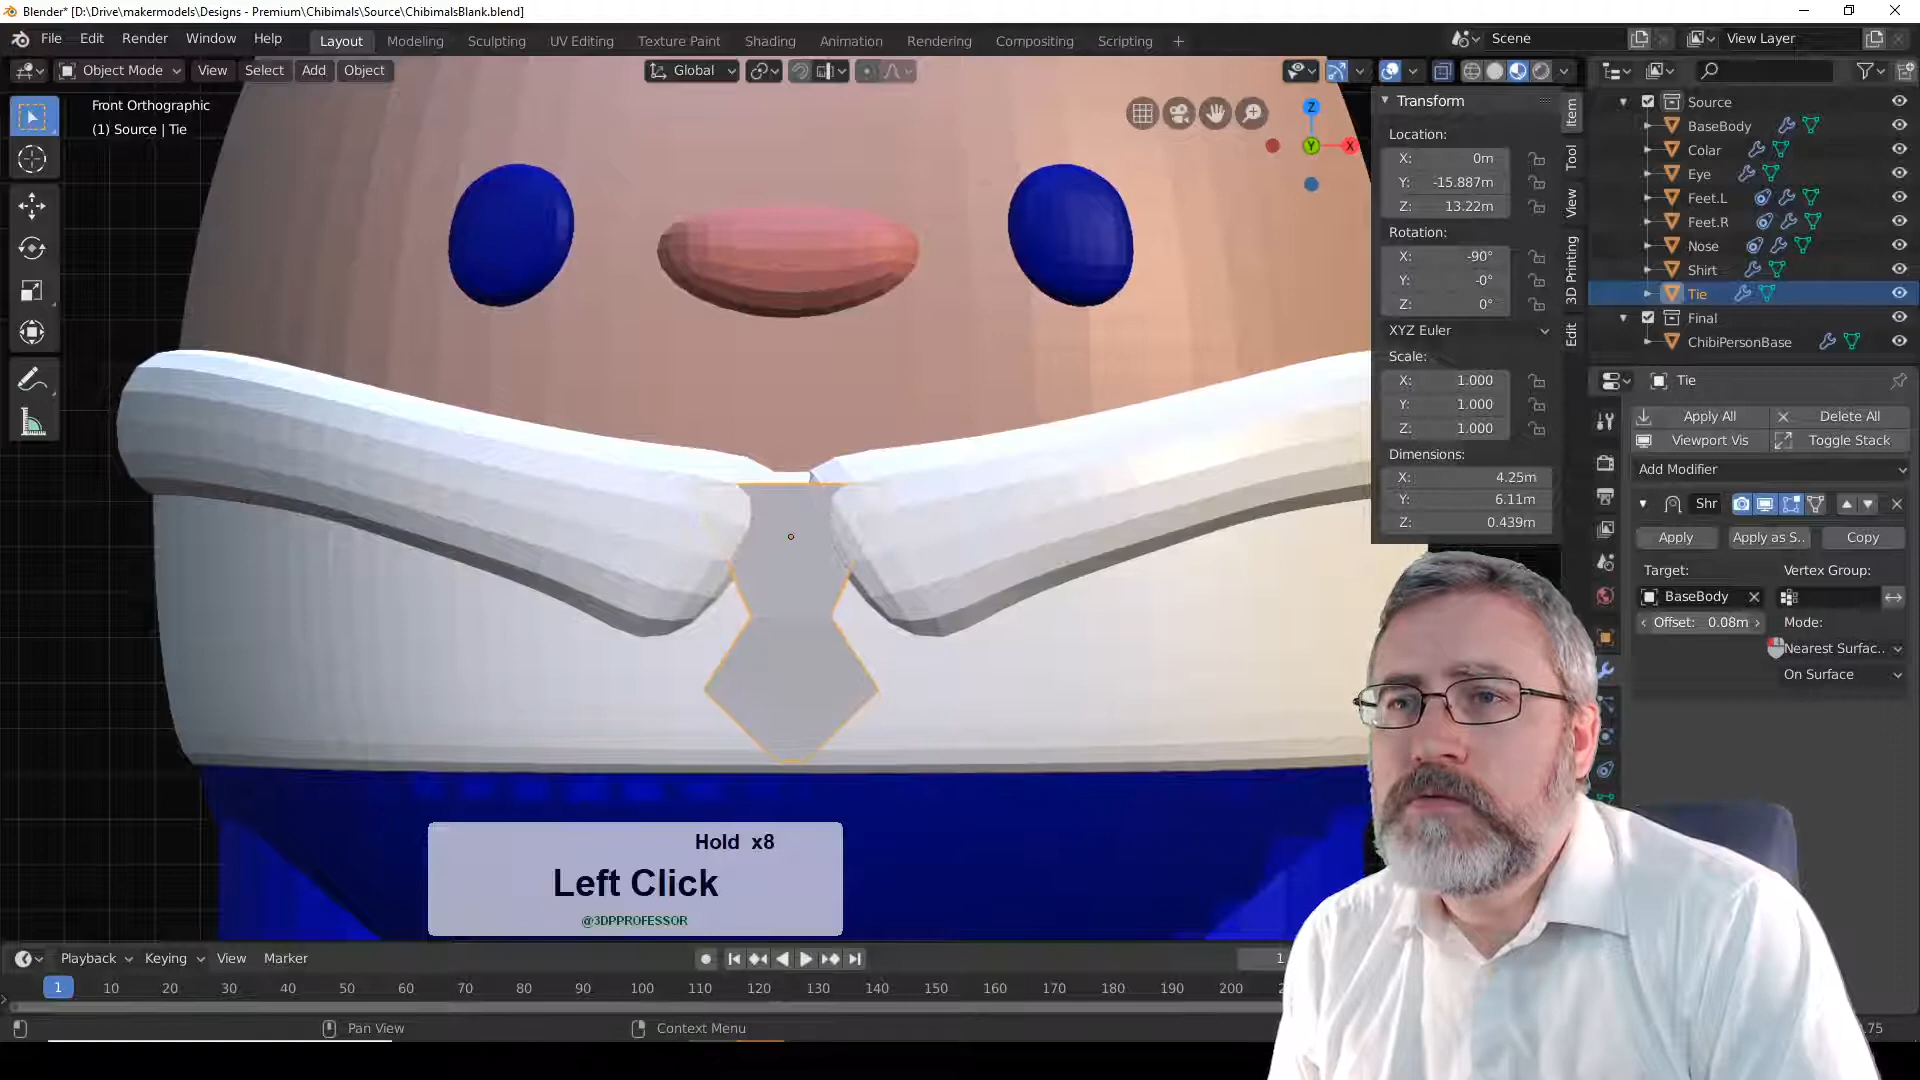 Blender* [D:\Drive\makermodels\Designs - Premium\Chibimals\Source\ChibimalsBlank.blend]
File Edit Render Window Help
Layout Modeling Sculpting UV Editing Texture Paint Shading Animation Rendering Compositing Scripting +
Scene
View Layer
Object Mode View Select Add Object
Global
Front Orthographic
(1) Source | Tie
Z
Y
X
Transform
Location:
X: 0m
Y: -15.887m
Z: 13.22m
Rotation:
X: -90°
Y: -0°
Z: 0°
XYZ Euler
Scale:
X: 1.000
Y: 1.000
Z: 1.000
Dimensions:
X: 4.25m
Y: 6.11m
Z: 0.439m
Item
Tool
View
3D Printing
Edit
Source
BaseBody
Colar
Eye
Feet.L
Feet.R
Nose
Shirt
Tie
Final
ChibiPersonBase
Tie
Apply All Delete All
Viewport Vis Toggle Stack
Add Modifier
Shr
Apply Apply as S.. Copy
Target: Vertex Group:
BaseBody
Offset: 0.08m Mode:
Nearest Surfac..
On Surface
Hold x8
Left Click
@3DPPROFESSOR
Playback Keying View Marker
1
1 10 20 30 40 50 60 70 80 90 100 110 120 130 140 150 160 170 180 190 200
Pan View
Context Menu
.75